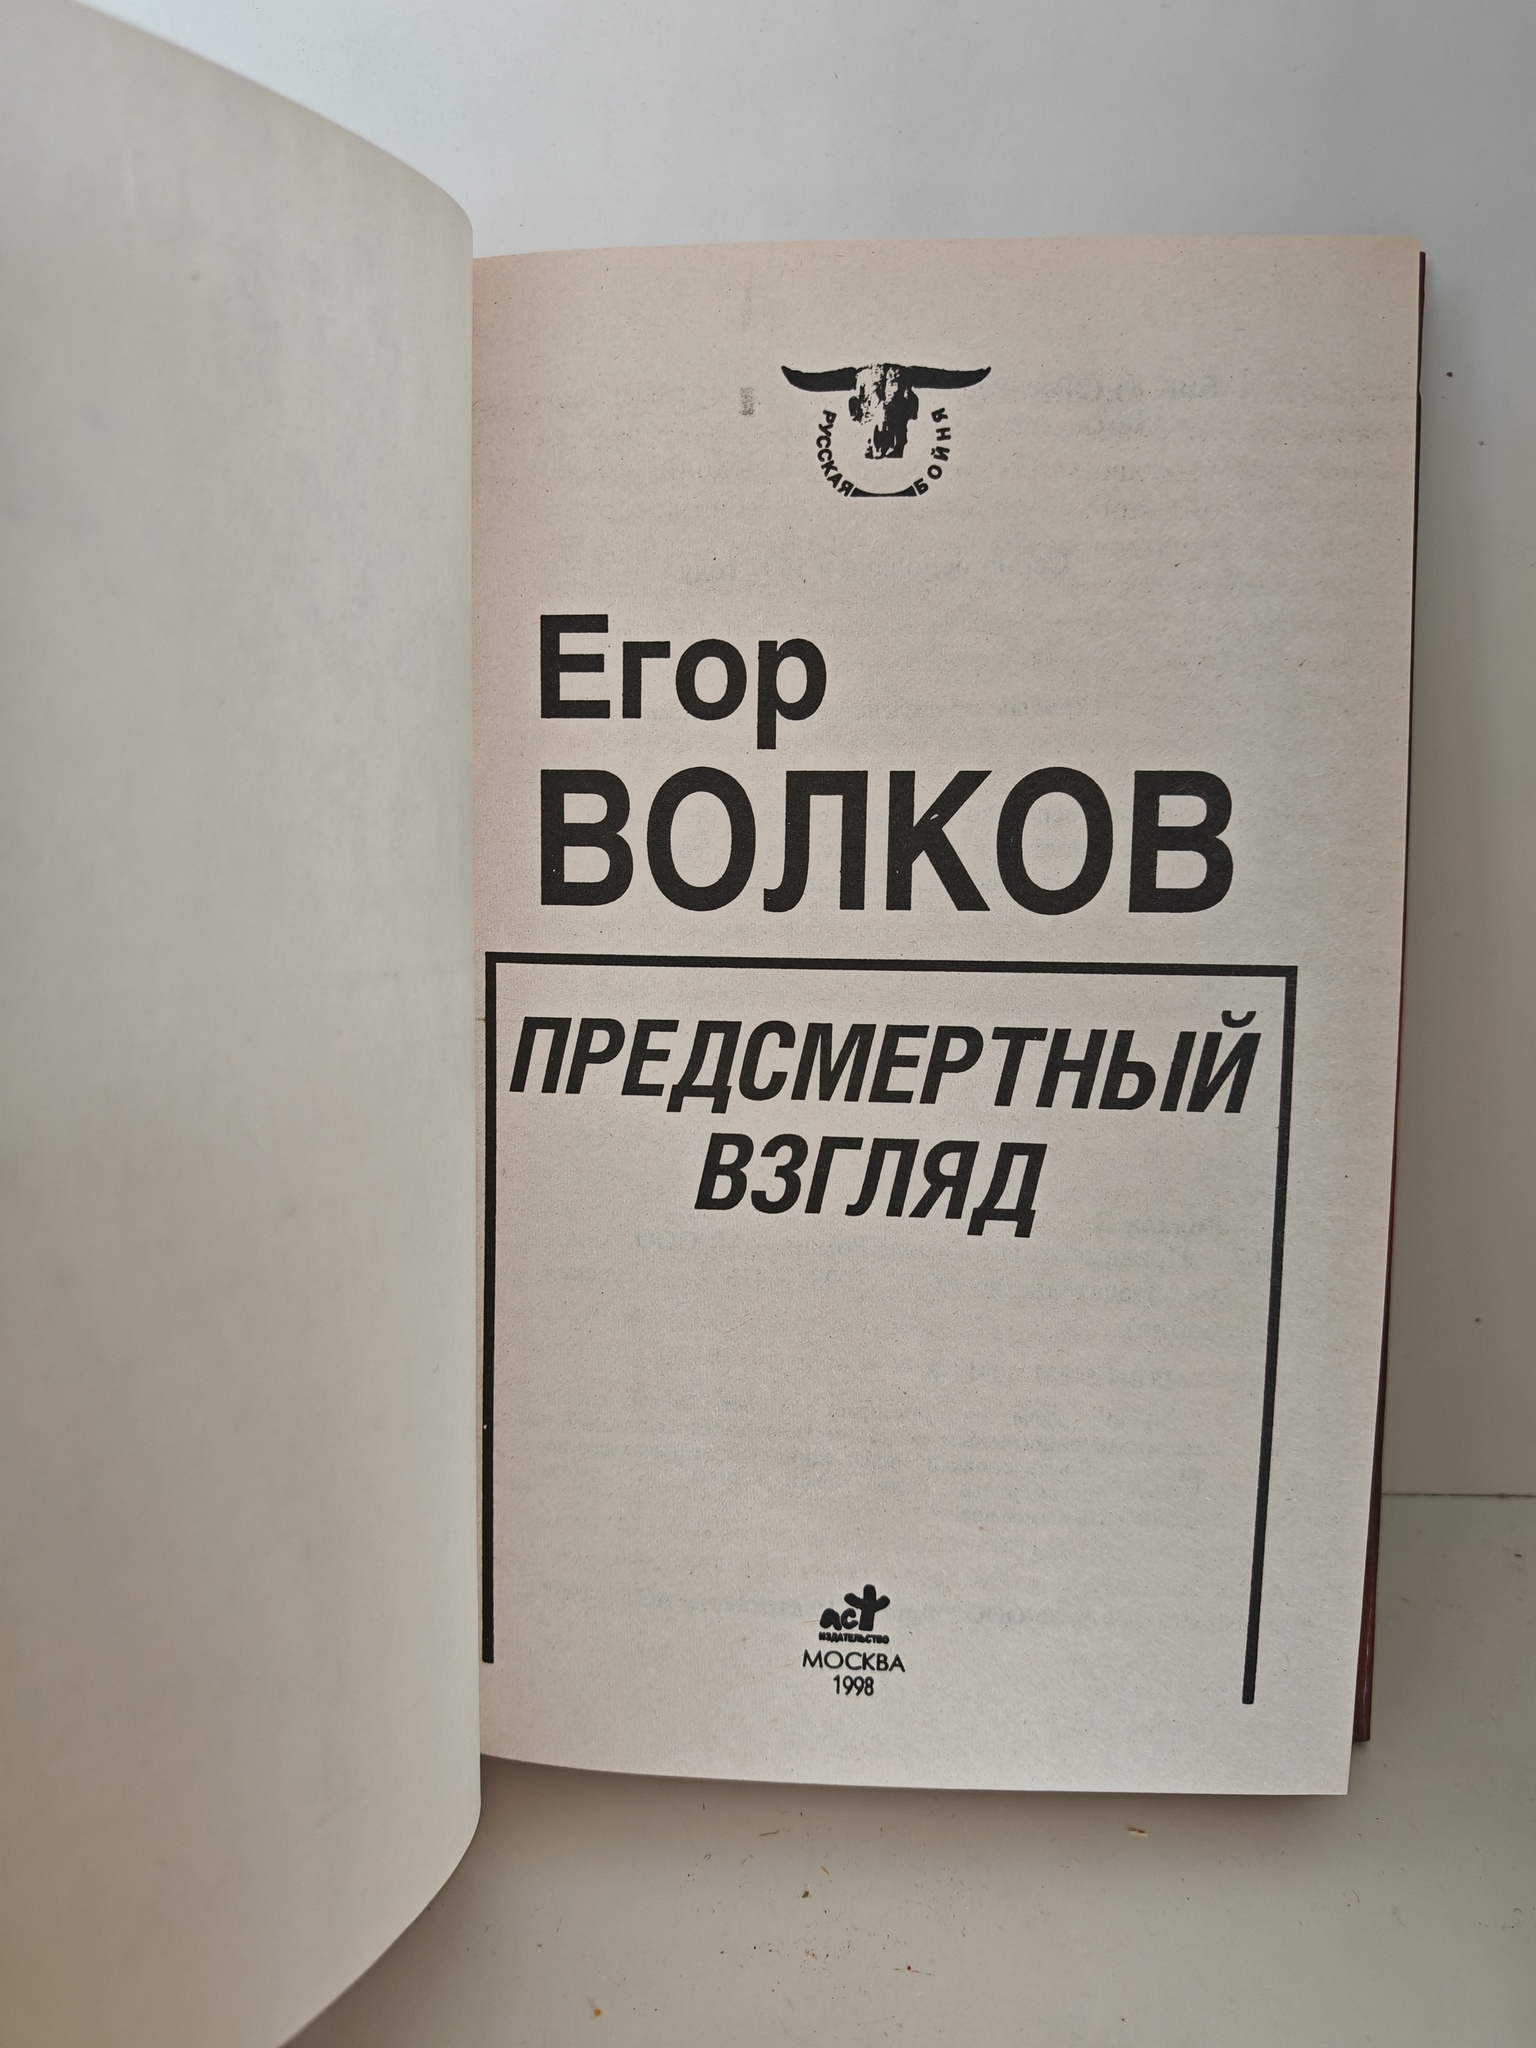 РУССКАЯ БОЙНЯ
Егор
ВОЛКОВ
ПРЕДСМЕРТНЫЙ
ВЗГЛЯД
аст
ИЗДАТЕЛЬСТВО
МОСКВА
1998